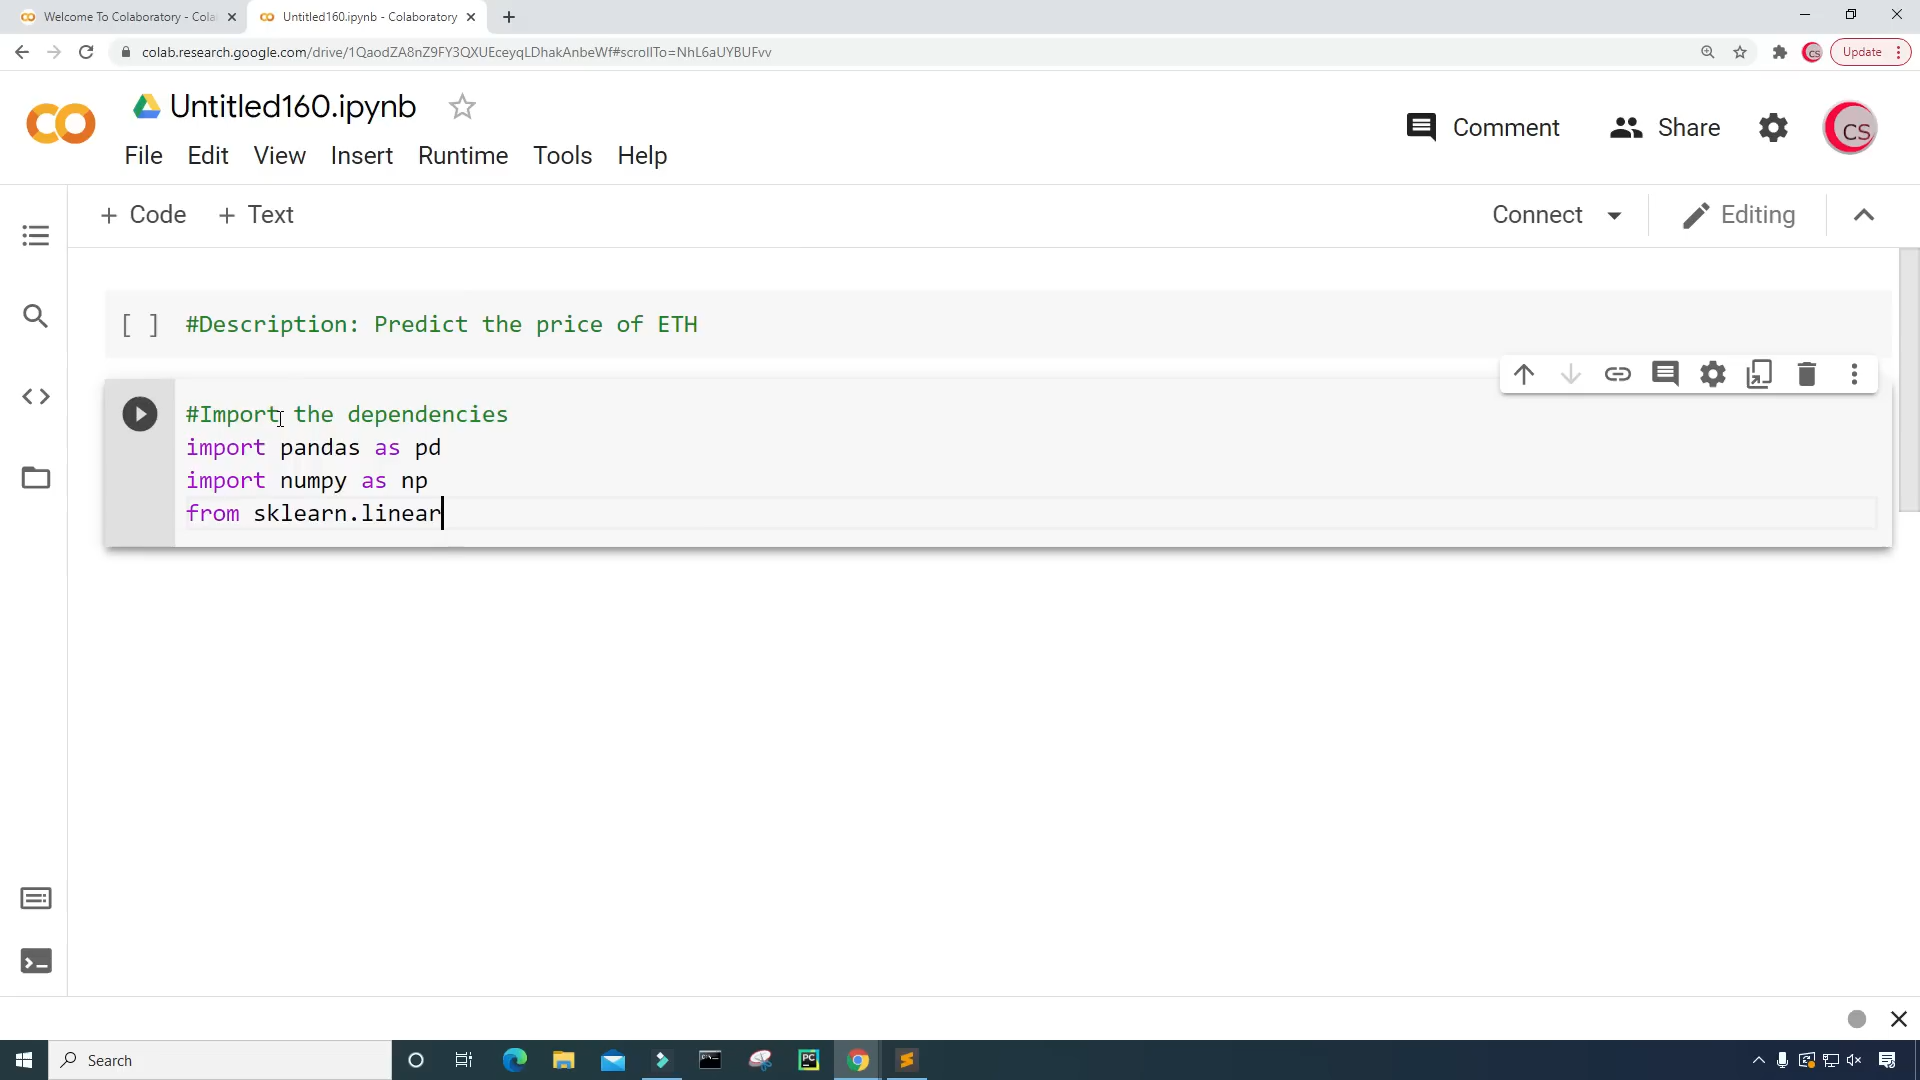 Welcome To Colaboratory - Cola
Untitled160.ipynb - Colaboratory
colab.research.google.com/drive/1QaodZA8nZ9FY3QXUEceyqLDhakAnbeWf#scrollTo=NhL6aUYBUFvv
CS
Update
Untitled160.ipynb
Comment
Share
CS
File Edit View Insert Runtime Tools Help
+ Code + Text
Connect
Editing
[ ] #Description: Predict the price of ETH
#Import the dependencies
import pandas as pd
import numpy as np
from sklearn.linear
Search
PC